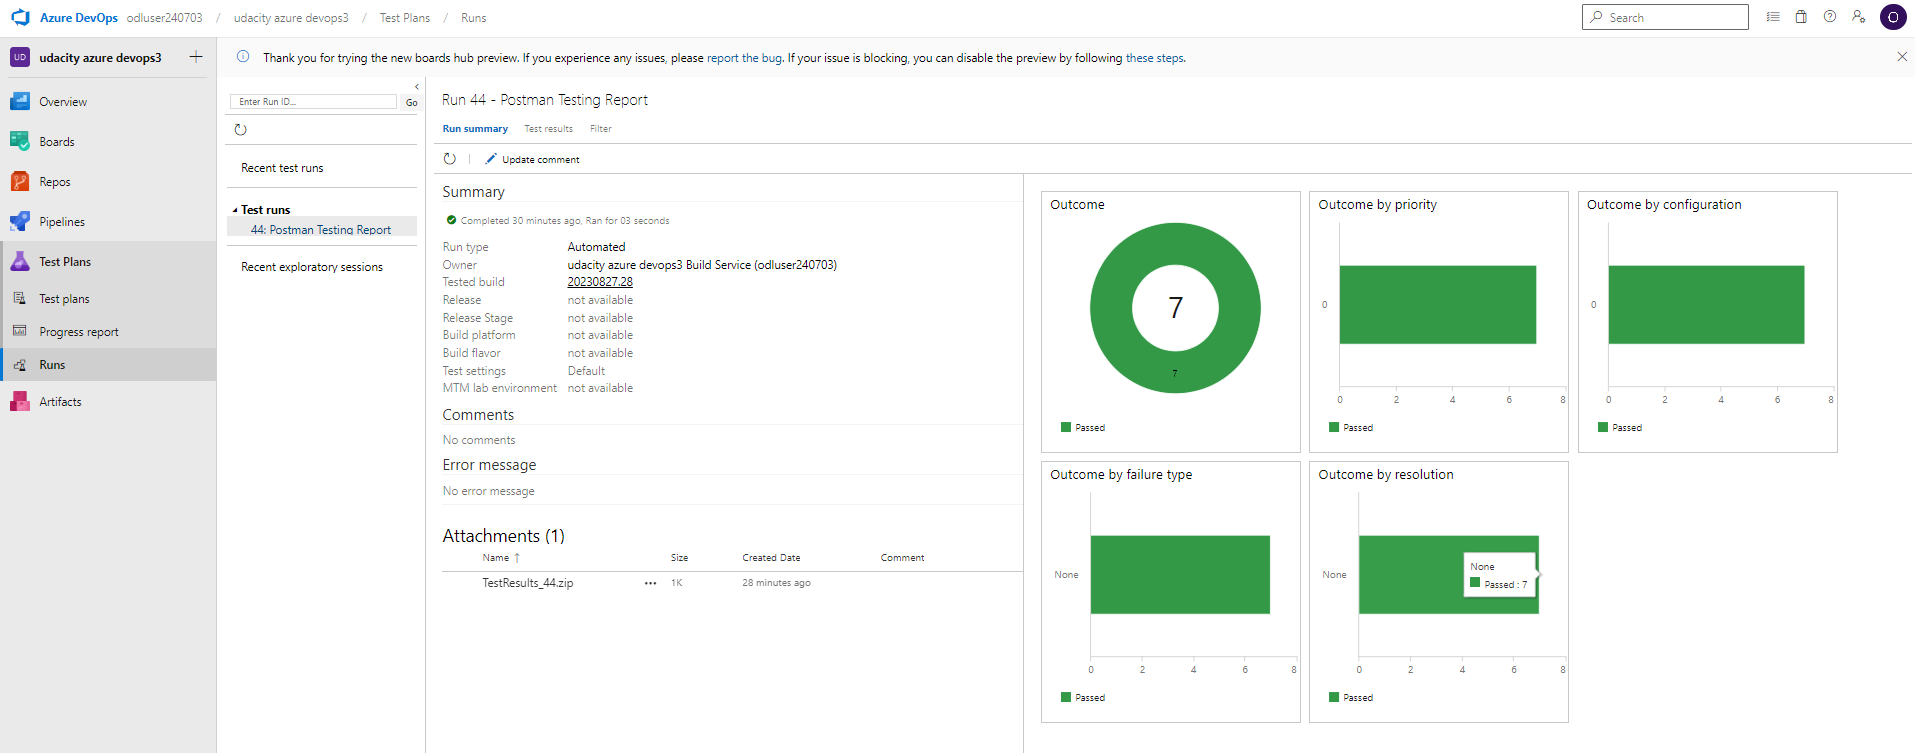 Azure DevOps odluser240703 / udacity azure devops3 / Test Plans / Runs
Search
O
UD udacity azure devops3
Thank you for trying the new boards hub preview. If you experience any issues, please report the bug. If your issue is blocking, you can disable the preview by following these steps.
Overview
Boards
Repos
Pipelines
Test Plans
Test plans
Progress report
Runs
Artifacts
Enter Run ID...
Go
Recent test runs
Test runs
44: Postman Testing Report
Recent exploratory sessions
Run 44 - Postman Testing Report
Run summary Test results Filter
Update comment
Summary
Completed 30 minutes ago, Ran for 03 seconds
Run type Automated
Owner udacity azure devops3 Build Service (odluser240703)
Tested build 20230827.28
Release not available
Release Stage not available
Build platform not available
Build flavor not available
Test settings Default
MTM lab environment not available
Comments
No comments
Error message
No error message
Attachments (1)
Name ↑ Size Created Date Comment
TestResults_44.zip ••• 1K 28 minutes ago
Outcome
7
7
Passed
Outcome by priority
0
0 2 4 6 8
Passed
Outcome by configuration
0
0 2 4 6 8
Passed
Outcome by failure type
None
0 2 4 6 8
Passed
Outcome by resolution
None
None
Passed : 7
0 2 4 6 8
Passed